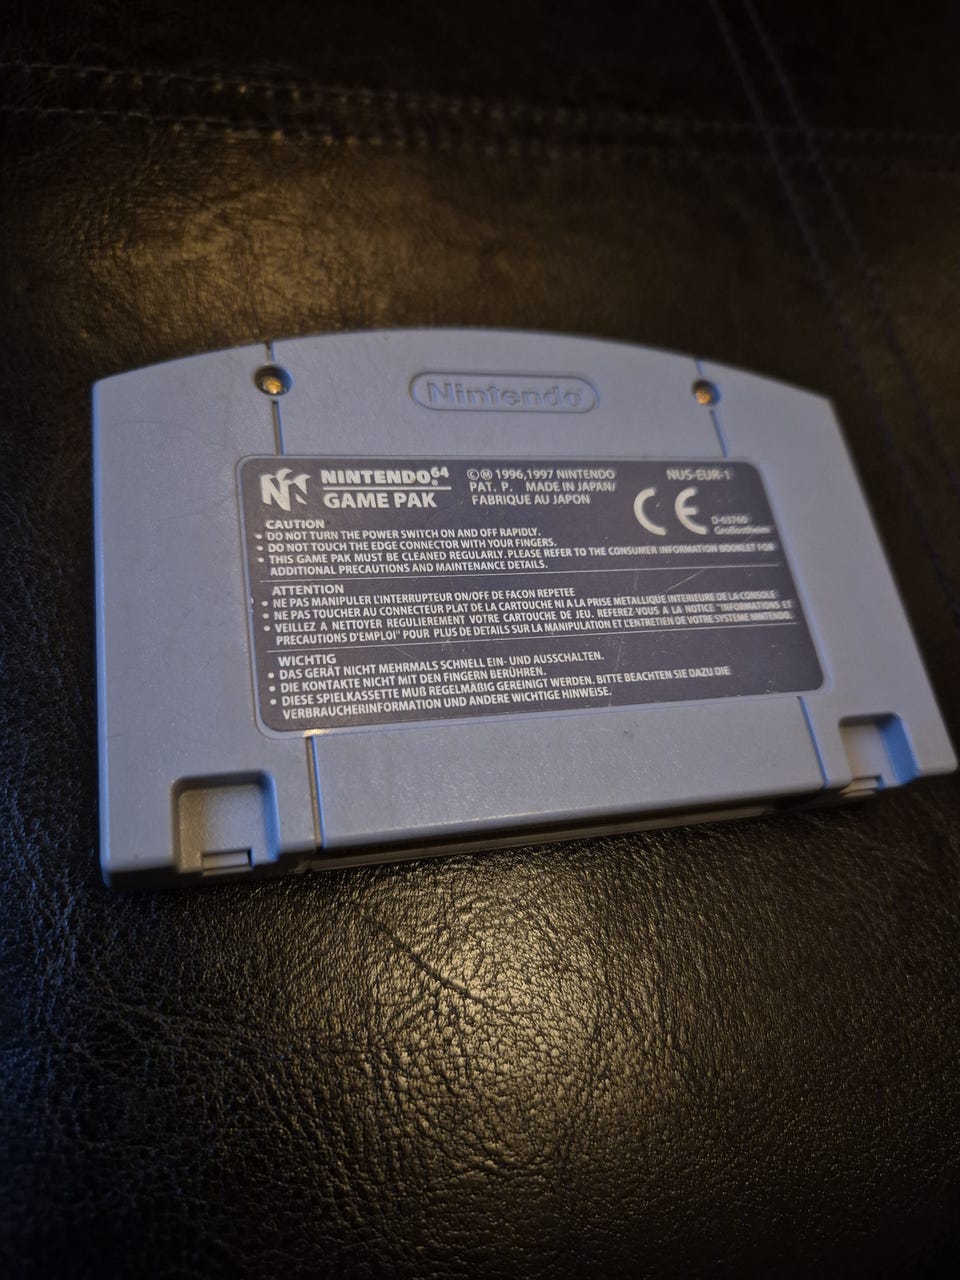 Nintendo
NINTENDO 64
GAME PAK
©Ⓜ 1996,1997 NINTENDO
PAT. P. MADE IN JAPAN/
FABRIQUE AU JAPON
NUS-EUR-1
CE
D-63760
Großostheim
CAUTION
• DO NOT TURN THE POWER SWITCH ON AND OFF RAPIDLY.
• DO NOT TOUCH THE EDGE CONNECTOR WITH YOUR FINGERS.
• THIS GAME PAK MUST BE CLEANED REGULARLY. PLEASE REFER TO THE CONSUMER INFORMATION BOOKLET FOR
ADDITIONAL PRECAUTIONS AND MAINTENANCE DETAILS.
ATTENTION
• NE PAS MANIPULER L'INTERRUPTEUR ON/OFF DE FACON REPETEE
• NE PAS TOUCHER AU CONNECTEUR PLAT DE LA CARTOUCHE NI A LA PRISE METALLIQUE INTERIEURE DE LA CONSOLE
• VEILLEZ A NETTOYER REGULIEREMENT VOTRE CARTOUCHE DE JEU. REFEREZ-VOUS A LA NOTICE "INFORMATIONS ET
PRECAUTIONS D'EMPLOI" POUR PLUS DE DETAILS SUR LA MANIPULATION ET L'ENTRETIEN DE VOTRE SYSTEME NINTENDO.
WICHTIG
• DAS GERÄT NICHT MEHRMALS SCHNELL EIN- UND AUSSCHALTEN.
• DIE KONTAKTE NICHT MIT DEN FINGERN BERÜHREN.
• DIESE SPIELKASSETTE MUß REGELMÄßIG GEREINIGT WERDEN. BITTE BEACHTEN SIE DAZU DIE
VERBRAUCHERINFORMATION UND ANDERE WICHTIGE HINWEISE.